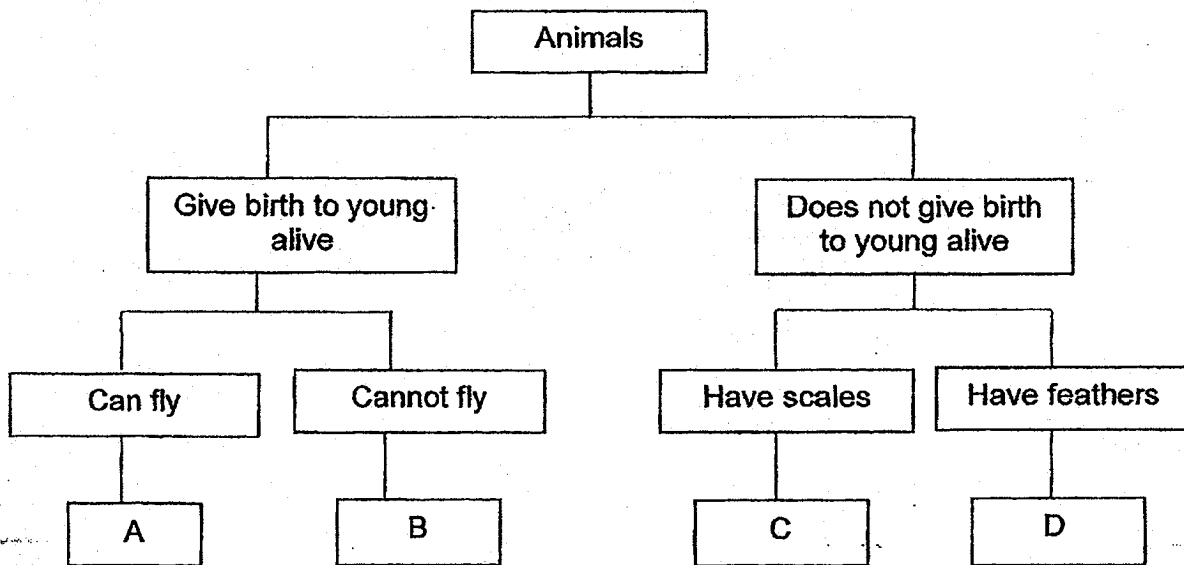 Animals
Give birth to young
alive
Does not give birth
to young alive
Can fly
Cannot fly
Have scales
Have feathers
A
B
C
D